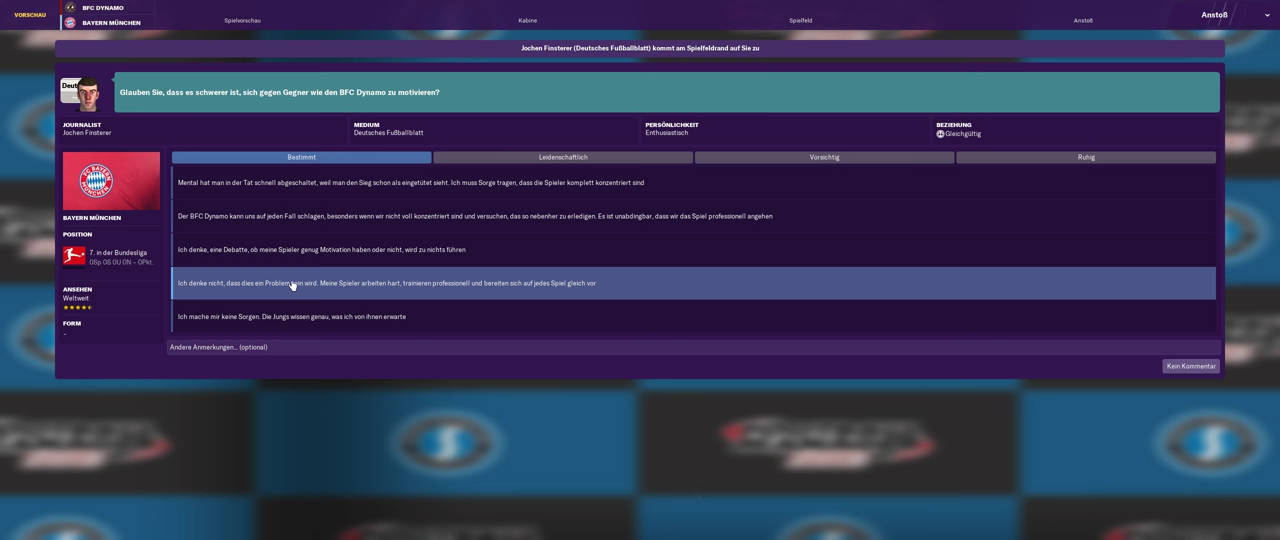 VORSCHAU
BFC DYNAMO
BAYERN MÜNCHEN
Spielvorschau
Kabine
Spielfeld
Anstoß
Anstoß
Jochen Finsterer (Deutsches Fußballblatt) kommt am Spielfeldrand auf Sie zu
Deut
Glauben Sie, dass es schwerer ist, sich gegen Gegner wie den BFC Dynamo zu motivieren?
JOURNALIST
Jochen Finsterer
MEDIUM
Deutsches Fußballblatt
PERSÖNLICHKEIT
Enthusiastisch
BEZIEHUNG
Gleichgültig
Bestimmt
Leidenschaftlich
Vorsichtig
Ruhig
FC BAYERN
MÜNCHEN
BAYERN MÜNCHEN
POSITION
7. in der Bundesliga
0Sp 0S 0U 0N - 0Pkt.
ANSEHEN
Weltweit
FORM
-
Mental hat man in der Tat schnell abgeschaltet, weil man den Sieg schon als eingetütet sieht. Ich muss Sorge tragen, dass die Spieler komplett konzentriert sind
Der BFC Dynamo kann uns auf jeden Fall schlagen, besonders wenn wir nicht voll konzentriert sind und versuchen, das so nebenher zu erledigen. Es ist unabdingbar, dass wir das Spiel professionell angehen
Ich denke, eine Debatte, ob meine Spieler genug Motivation haben oder nicht, wird zu nichts führen
Ich denke nicht, dass dies ein Problem sein wird. Meine Spieler arbeiten hart, trainieren professionell und bereiten sich auf jedes Spiel gleich vor
Ich mache mir keine Sorgen. Die Jungs wissen genau, was ich von ihnen erwarte
Andere Anmerkungen... (optional)
Kein Kommentar